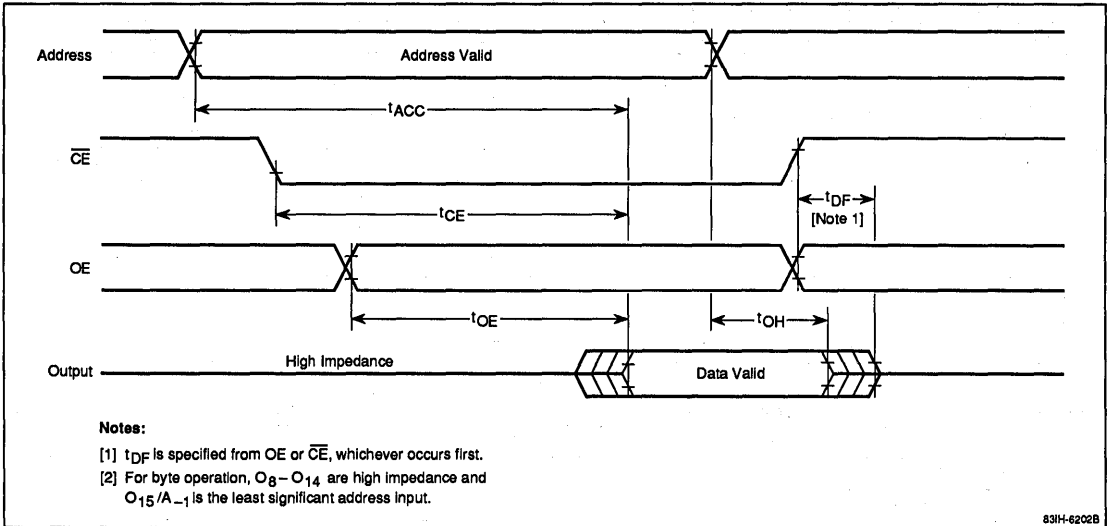 Address
Address Valid
tACC
CE
tCE
tDF
[Note 1]
OE
tOE
tOH
Output
High Impedance
Data Valid
Notes:
[1] tDF is specified from OE or CE, whichever occurs first.
[2] For byte operation, O8–O14 are high impedance and
O15/A–1 is the least significant address input.
83IH-6202B